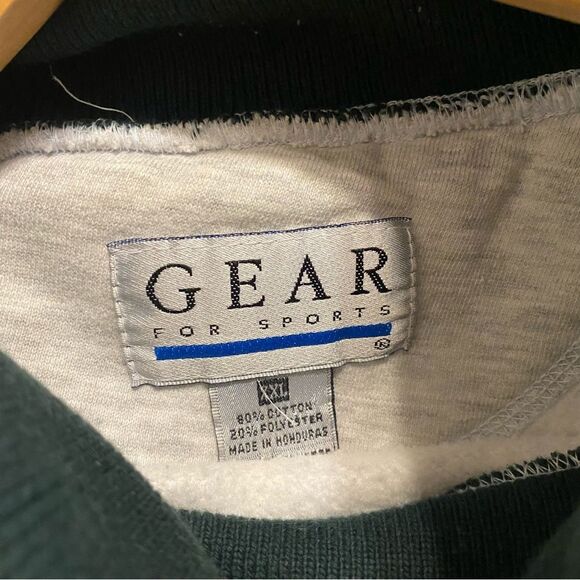 GEAR
FOR SPORTS
®
XXL
80% COTTON
20% POLYESTER
MADE IN HONDURAS